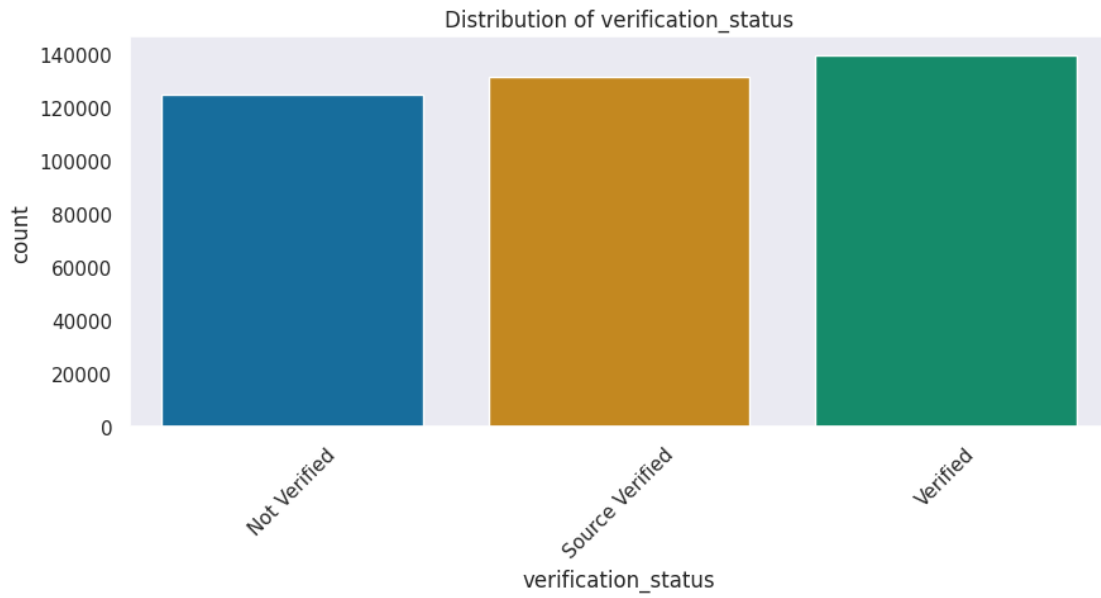 Distribution of verification_status
140000
120000
100000
80000
60000
40000
20000
0
count
Not Verified
Source Verified
Verified
verification_status